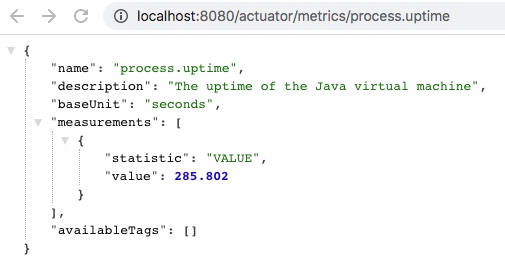 localhost:8080/actuator/metrics/process.uptime
{
"name": "process.uptime",
"description": "The uptime of the Java virtual machine",
"baseUnit": "seconds",
"measurements": [
{
"statistic": "VALUE",
"value": 285.802
}
],
"availableTags": []
}